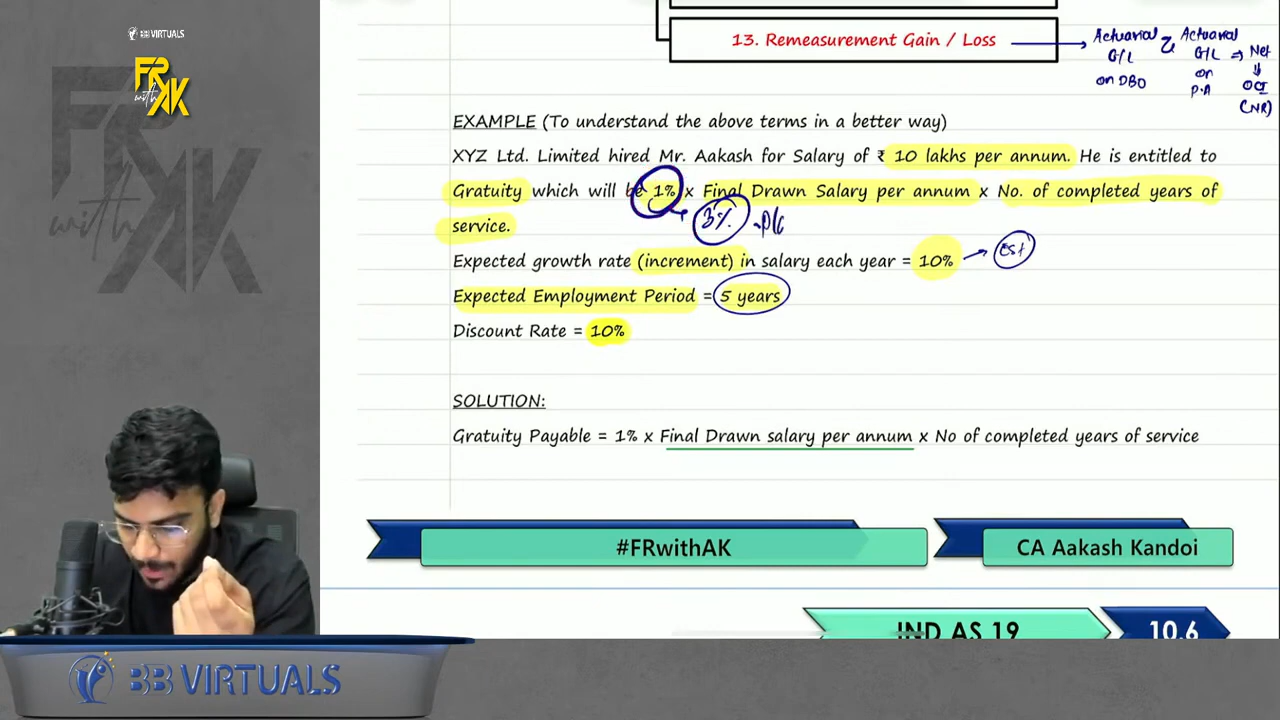 BB VIRTUALS
FR
with
AK
FR
with
AK
13. Remeasurement Gain / Loss
Actuarial G/L on DBO
& Actuarial G/L on P.A
⇒ Net ⇓ OCI (NR)
EXAMPLE (To understand the above terms in a better way)
XYZ Ltd. Limited hired Mr. Aakash for Salary of ₹ 10 lakhs per annum. He is entitled to
Gratuity which will be 1% x Final Drawn Salary per annum x No. of completed years of
3%
service.
Expected growth rate (increment) in salary each year = 10% → Est
Expected Employment Period = 5 years
Discount Rate = 10%
SOLUTION:
Gratuity Payable = 1% x Final Drawn salary per annum x No of completed years of service
#FRwithAK
CA Aakash Kandoi
IND AS 19
10.6
BB VIRTUALS